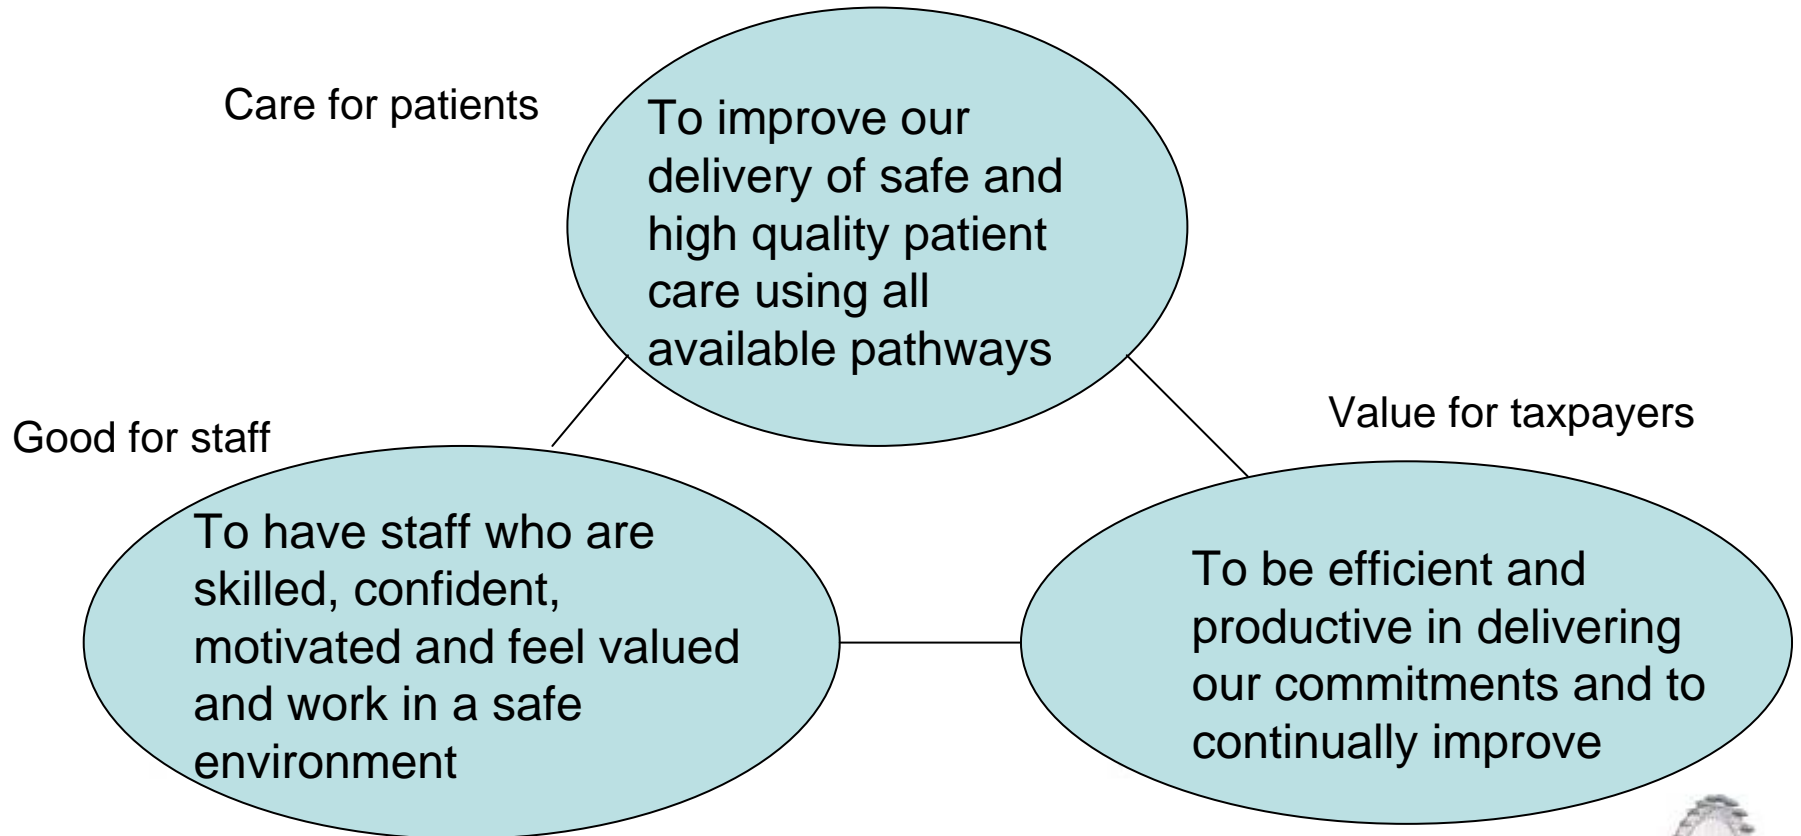 Care for patients
To improve our
delivery of safe and
high quality patient
care using all
available pathways
Good for staff
To have staff who are
skilled, confident,
motivated and feel valued
and work in a safe
environment
Value for taxpayers
To be efficient and
productive in delivering
our commitments and to
continually improve